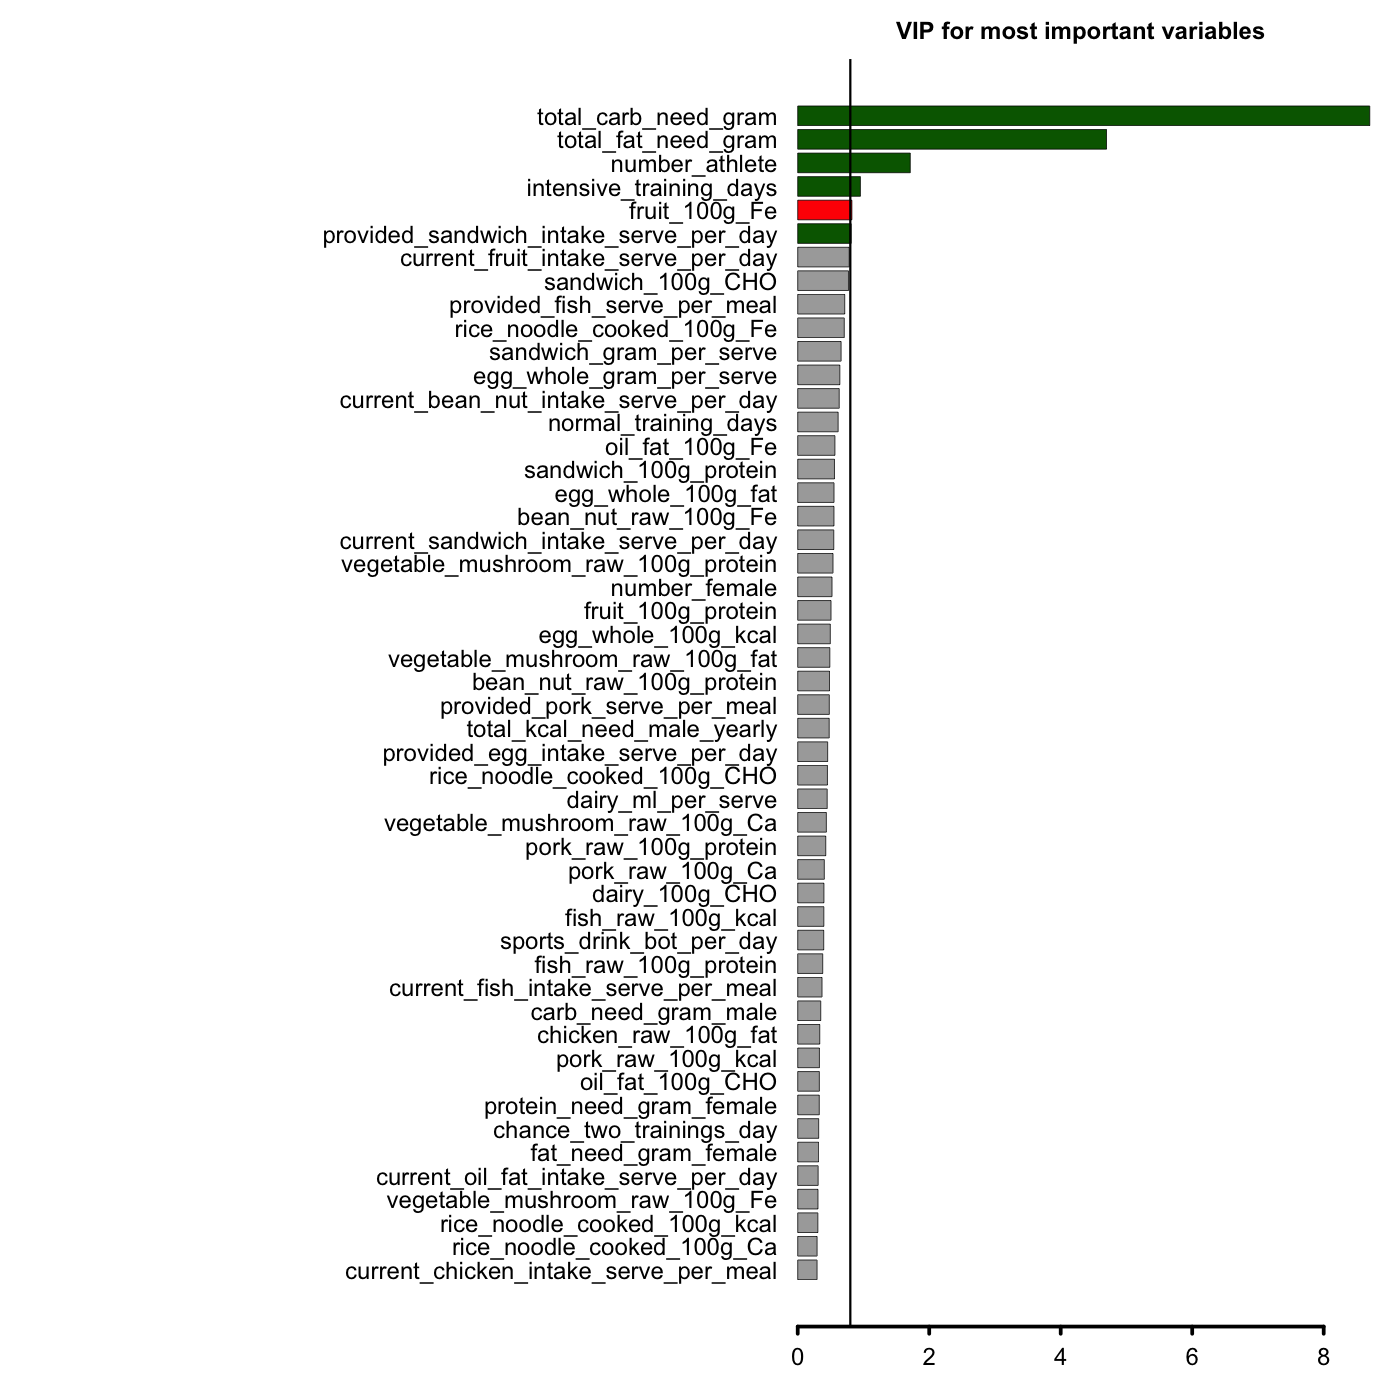 VIP for most important variables
total_carb_need_gram
total_fat_need_gram
number_athlete
intensive_training_days
fruit_100g_Fe
provided_sandwich_intake_serve_per_day
current_fruit_intake_serve_per_day
sandwich_100g_CHO
provided_fish_serve_per_meal
rice_noodle_cooked_100g_Fe
sandwich_gram_per_serve
egg_whole_gram_per_serve
current_bean_nut_intake_serve_per_day
normal_training_days
oil_fat_100g_Fe
sandwich_100g_protein
egg_whole_100g_fat
bean_nut_raw_100g_Fe
current_sandwich_intake_serve_per_day
vegetable_mushroom_raw_100g_protein
number_female
fruit_100g_protein
egg_whole_100g_kcal
vegetable_mushroom_raw_100g_fat
bean_nut_raw_100g_protein
provided_pork_serve_per_meal
total_kcal_need_male_yearly
provided_egg_intake_serve_per_day
rice_noodle_cooked_100g_CHO
dairy_ml_per_serve
vegetable_mushroom_raw_100g_Ca
pork_raw_100g_protein
pork_raw_100g_Ca
dairy_100g_CHO
fish_raw_100g_kcal
sports_drink_bot_per_day
fish_raw_100g_protein
current_fish_intake_serve_per_meal
carb_need_gram_male
chicken_raw_100g_fat
pork_raw_100g_kcal
oil_fat_100g_CHO
protein_need_gram_female
chance_two_trainings_day
fat_need_gram_female
current_oil_fat_intake_serve_per_day
vegetable_mushroom_raw_100g_Fe
rice_noodle_cooked_100g_kcal
rice_noodle_cooked_100g_Ca
current_chicken_intake_serve_per_meal
0 2 4 6 8